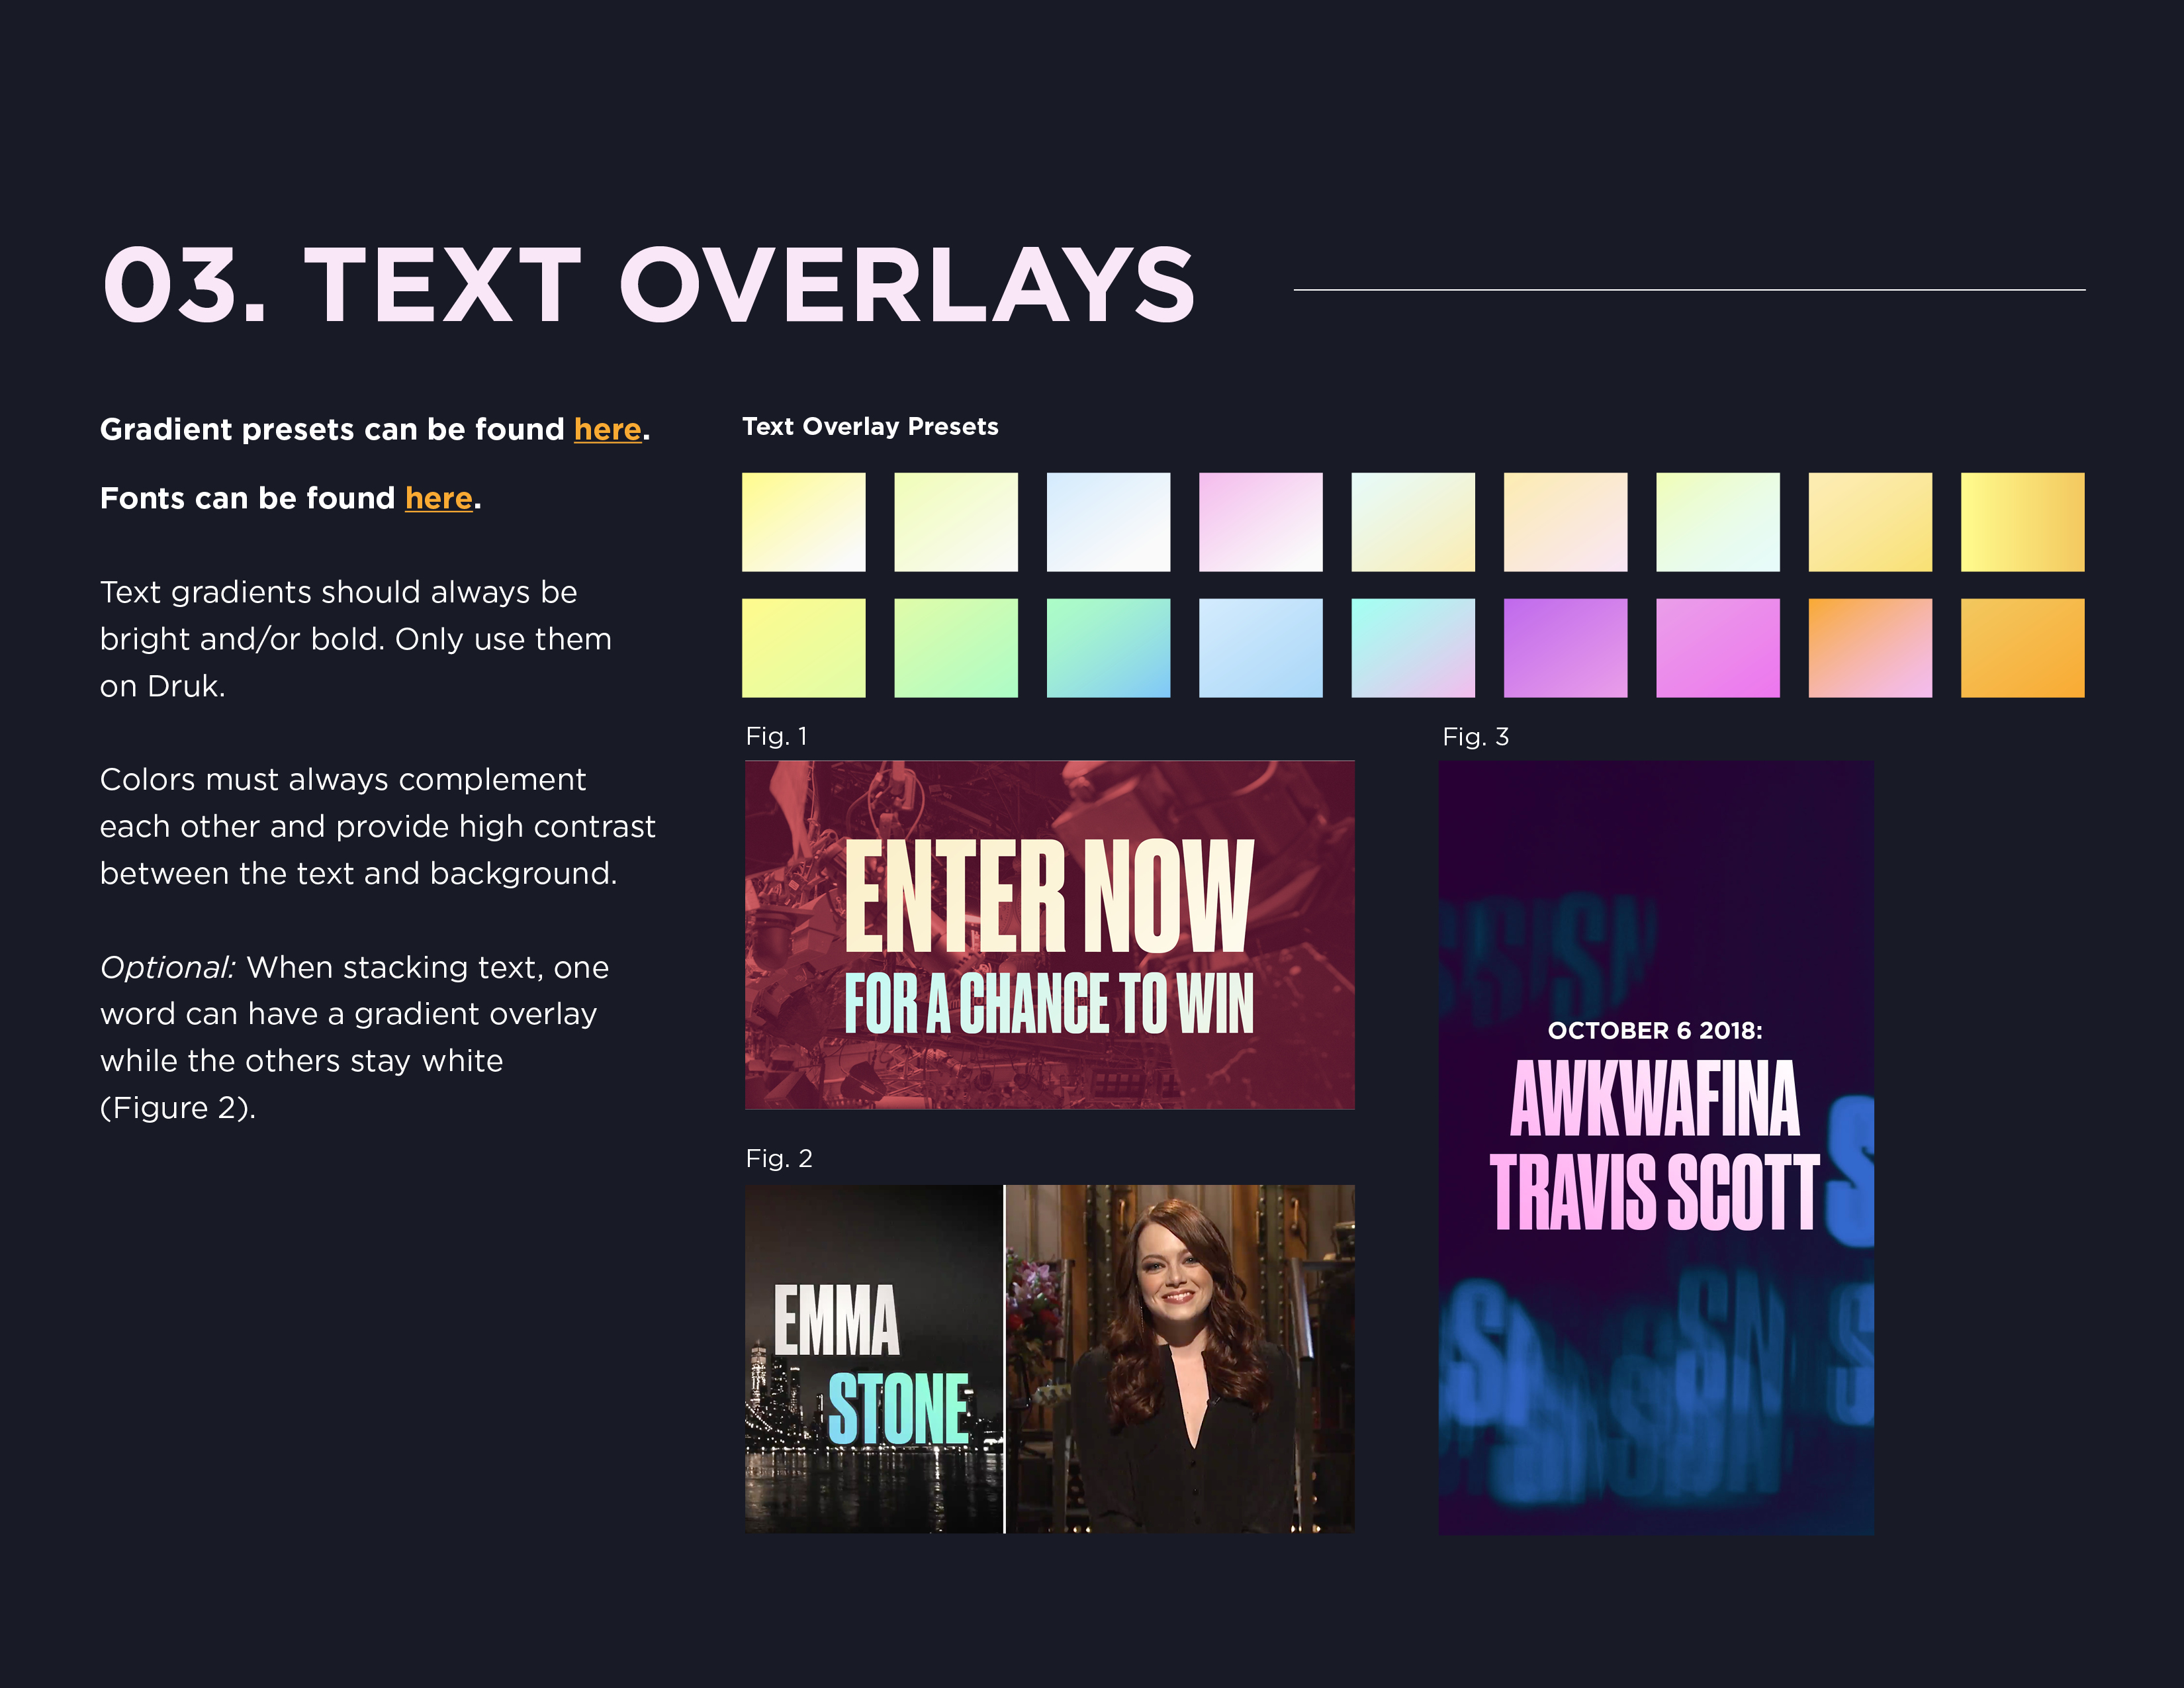 03. TEXT OVERLAYS
Gradient presets can be found here.
Fonts can be found here.
Text gradients should always be
bright and/or bold. Only use them
on Druk.
Colors must always complement
each other and provide high contrast
between the text and background.
Optional: When stacking text, one
word can have a gradient overlay
while the others stay white
(Figure 2).
Text Overlay Presets
Fig. 1
ENTER NOW
FOR A CHANCE TO WIN
Fig. 2
EMMA
STONE
Fig. 3
SN
OCTOBER 6 2018:
AWKWAFINA
TRAVIS SCOTT
S
SN
S